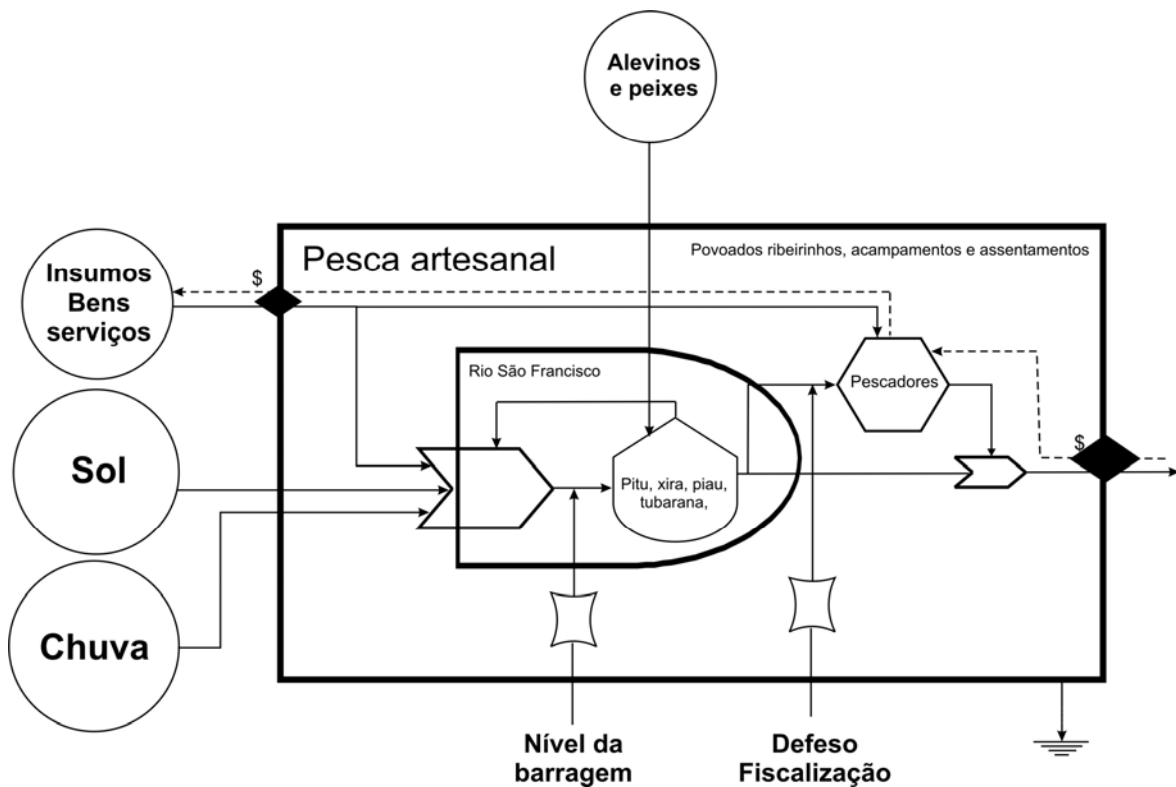 Alevinos
e peixes
Pesca artesanal
Povoados ribeirinhos, acampamentos e assentamentos
Insumos
Bens
serviços
$
Rio São Francisco
Pescadores
$
Sol
Pitu, xira, piau,
tubarana,
Chuva
Nível da
barragem
Defeso
Fiscalização